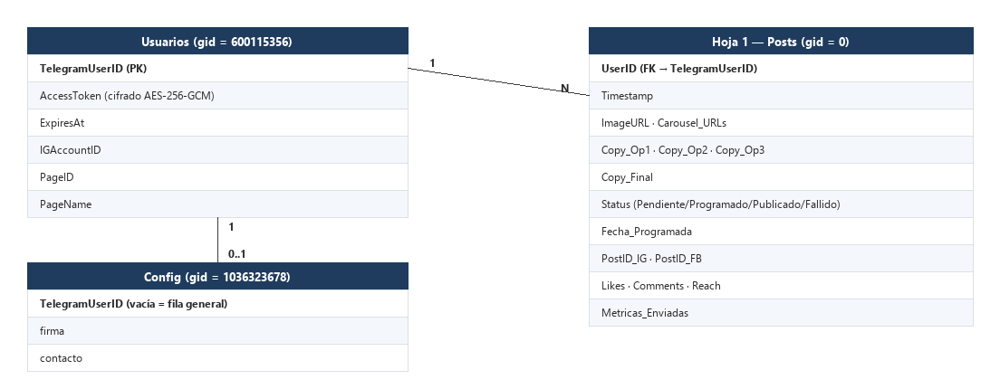 Usuarios (gid = 600115356)
TelegramUserID (PK)
AccessToken (cifrado AES-256-GCM)
ExpiresAt
IGAccountID
PageID
PageName
1
N
Hoja 1 — Posts (gid = 0)
UserID (FK → TelegramUserID)
Timestamp
ImageURL · Carousel_URLs
Copy_Op1 · Copy_Op2 · Copy_Op3
Copy_Final
Status (Pendiente/Programado/Publicado/Fallido)
Fecha_Programada
PostID_IG · PostID_FB
Likes · Comments · Reach
Metricas_Enviadas
1
0..1
Config (gid = 1036323678)
TelegramUserID (vacía = fila general)
firma
contacto